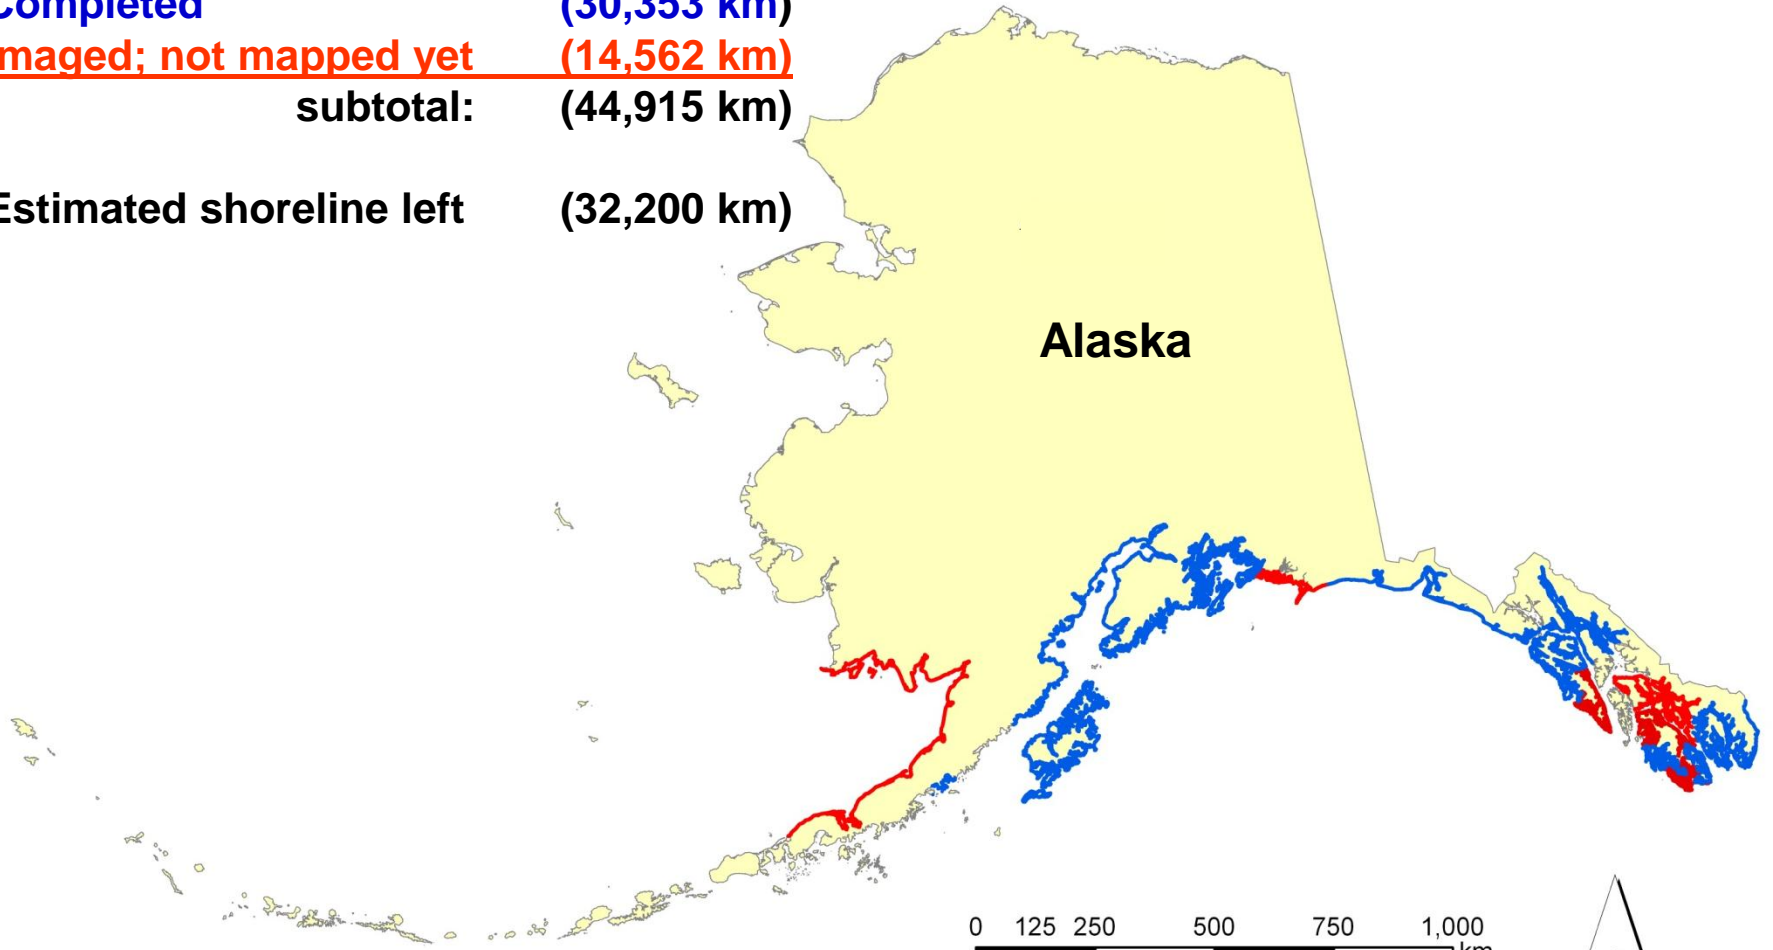 Completed (30,353 km)
maged; not mapped yet (14,562 km)
subtotal: (44,915 km)
Estimated shoreline left (32,200 km)
Alaska
0 125 250 500 750 1,000
km